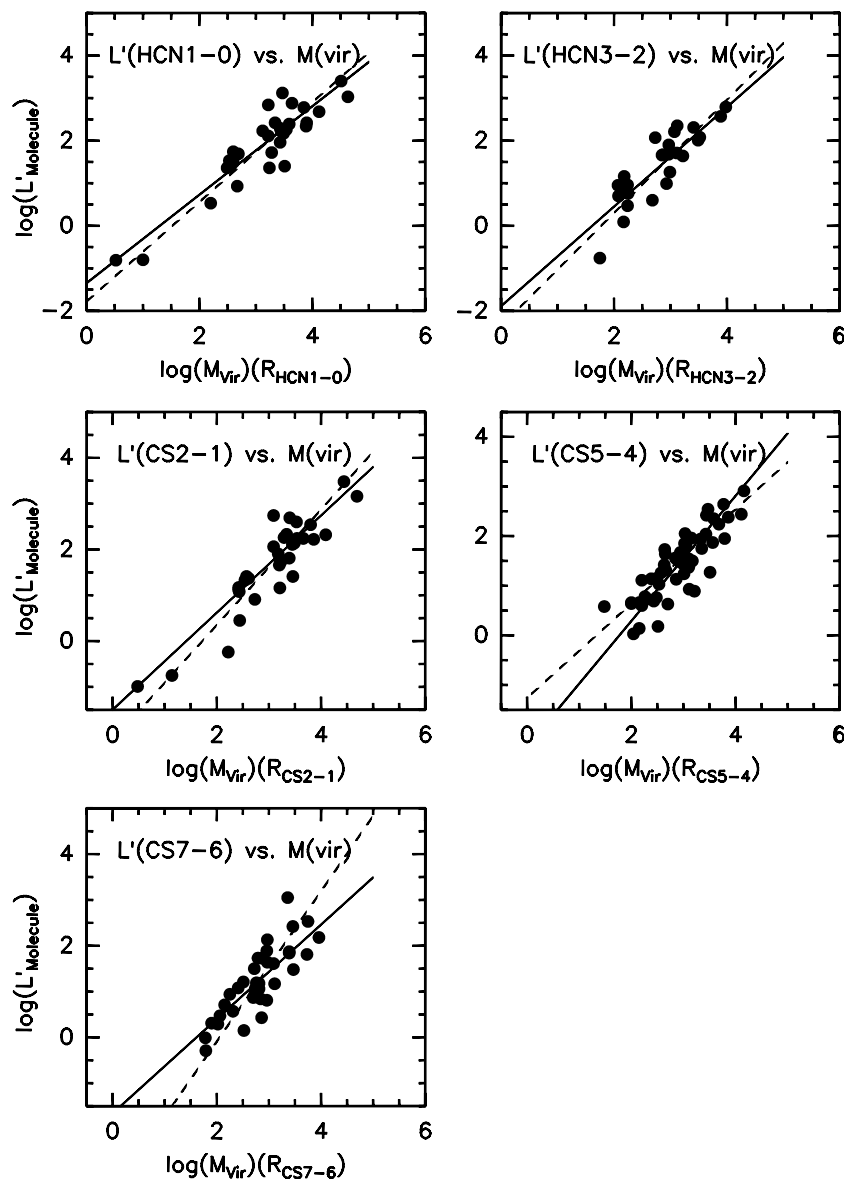 L'(HCN1-0) vs. M(vir)
log(L'Molecule)
4
2
0
-2
0 2 4 6
log(MVir)(RHCN1-0)
L'(HCN3-2) vs. M(vir)
4
2
0
-2
0 2 4 6
log(MVir)(RHCN3-2)
L'(CS2-1) vs. M(vir)
log(L'Molecule)
4
2
0
0 2 4 6
log(MVir)(RCS2-1)
L'(CS5-4) vs. M(vir)
4
2
0
0 2 4 6
log(MVir)(RCS5-4)
L'(CS7-6) vs. M(vir)
log(L'Molecule)
4
2
0
0 2 4 6
log(MVir)(RCS7-6)